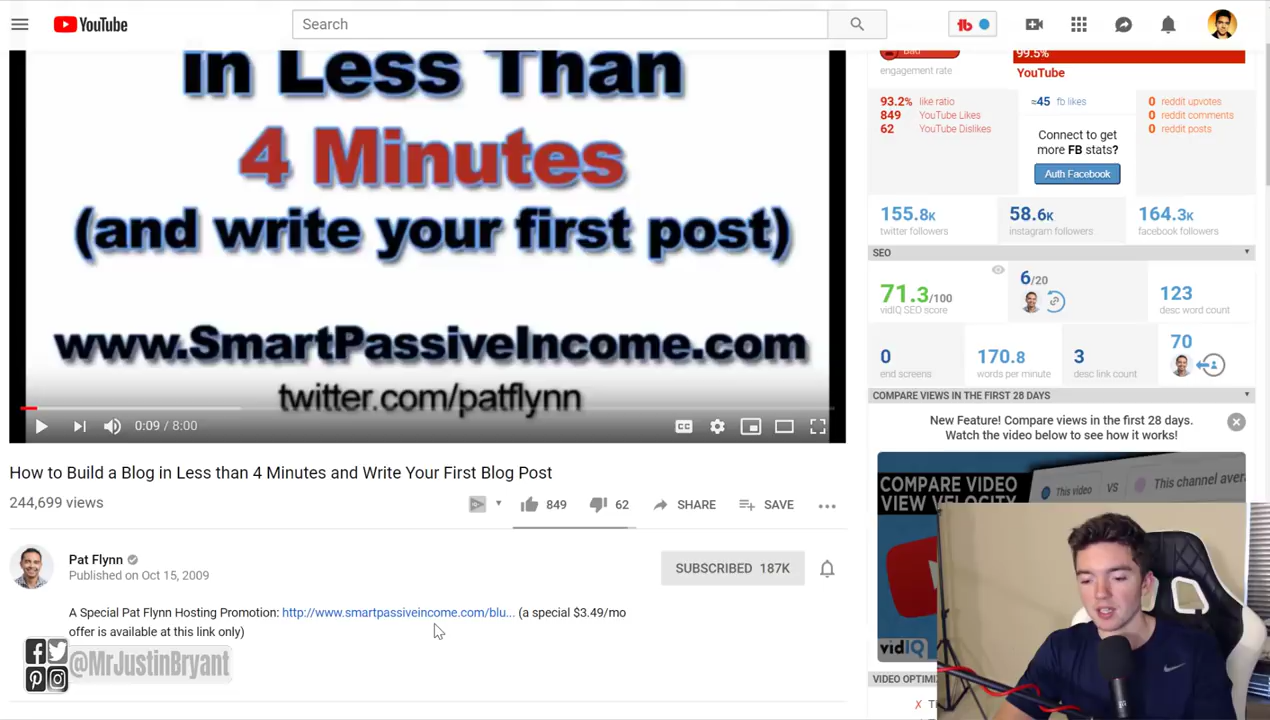 YouTube
Search
in Less Than
4 Minutes
(and write your first post)
www.SmartPassiveIncome.com
twitter.com/patflynn
0:09 / 8:00
CC
How to Build a Blog in Less than 4 Minutes and Write Your First Blog Post
244,699 views
849
62
SHARE
SAVE
Pat Flynn
Published on Oct 15, 2009
SUBSCRIBED 187K
A Special Pat Flynn Hosting Promotion: http://www.smartpassiveincome.com/blu... (a special $3.49/mo
offer is available at this link only)
@MrJustinBryant
Bad
engagement rate
99.5%
YouTube
93.2% like ratio
849 YouTube Likes
62 YouTube Dislikes
≈45 fb likes
Connect to get
more FB stats?
Auth Facebook
0 reddit upvotes
0 reddit comments
0 reddit posts
155.8K
twitter followers
58.6K
instagram followers
164.3K
facebook followers
SEO
71.3/100
vidIQ SEO score
6/20
123
desc word count
0
end screens
170.8
words per minute
3
desc link count
70
COMPARE VIEWS IN THE FIRST 28 DAYS
New Feature! Compare views in the first 28 days.
Watch the video below to see how it works!
COMPARE VIDEO
VIEW VELOCITY
This video VS This channel
vidIQ
VIDEO